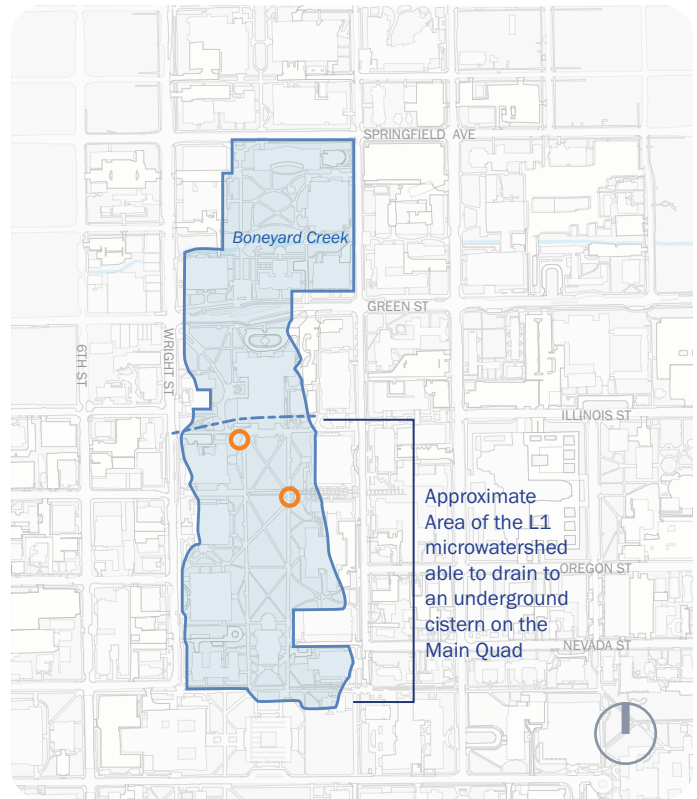 SPRINGFIELD AVE
Boneyard Creek
GREEN ST
WRIGHT ST
6TH ST
ILLINOIS ST
Approximate
Area of the L1
microwatershed
able to drain to
an underground
cistern on the
Main Quad
OREGON ST
NEVADA ST